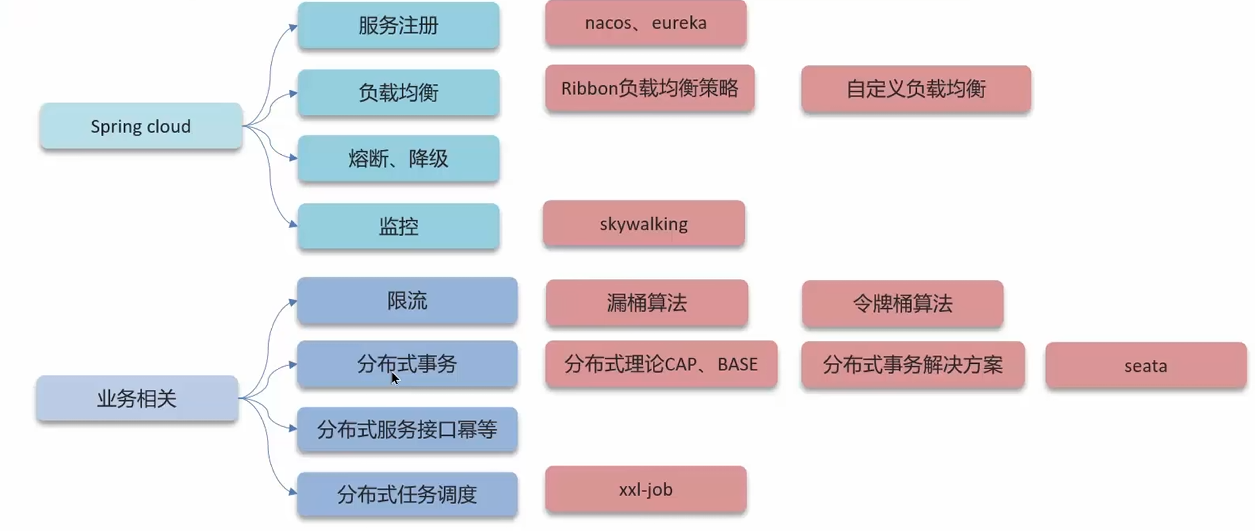 服务注册
nacos、eureka
负载均衡
Ribbon负载均衡策略
自定义负载均衡
Spring cloud
熔断、降级
监控
skywalking
限流
漏桶算法
令牌桶算法
分布式事务
分布式理论CAP、BASE
分布式事务解决方案
seata
业务相关
分布式服务接口幂等
分布式任务调度
xxl-job